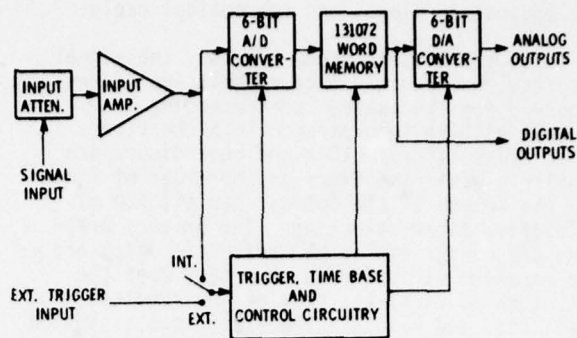 6-BIT
A/D
CONVER-
TER
131072
WORD
MEMORY
6-BIT
D/A
CONVER-
TER
ANALOG
OUTPUTS
INPUT
ATTEN.
INPUT
AMP.
DIGITAL
OUTPUTS
SIGNAL
INPUT
INT.
EXT. TRIGGER
INPUT
EXT.
TRIGGER, TIME BASE
AND
CONTROL CIRCUITRY